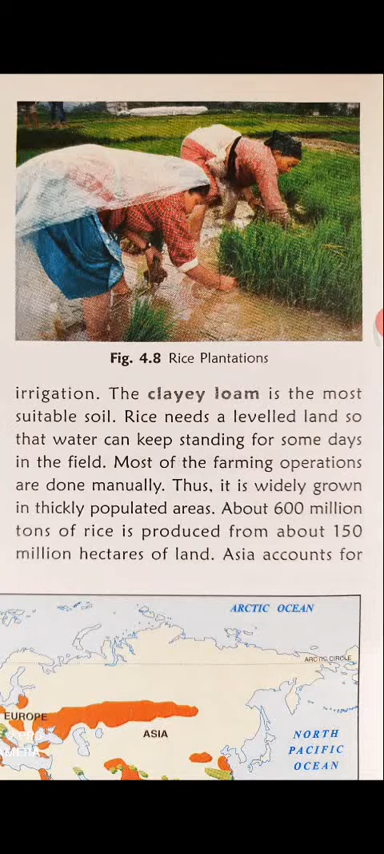 Fig. 4.8 Rice Plantations
irrigation. The clayey loam is the most
suitable soil. Rice needs a levelled land so
that water can keep standing for some days
in the field. Most of the farming operations
are done manually. Thus, it is widely grown
in thickly populated areas. About 600 million
tons of rice is produced from about 150
million hectares of land. Asia accounts for
ARCTIC OCEAN
ARCTIC CIRCLE
EUROPE
ASIA
NORTH
PACIFIC
OCEAN